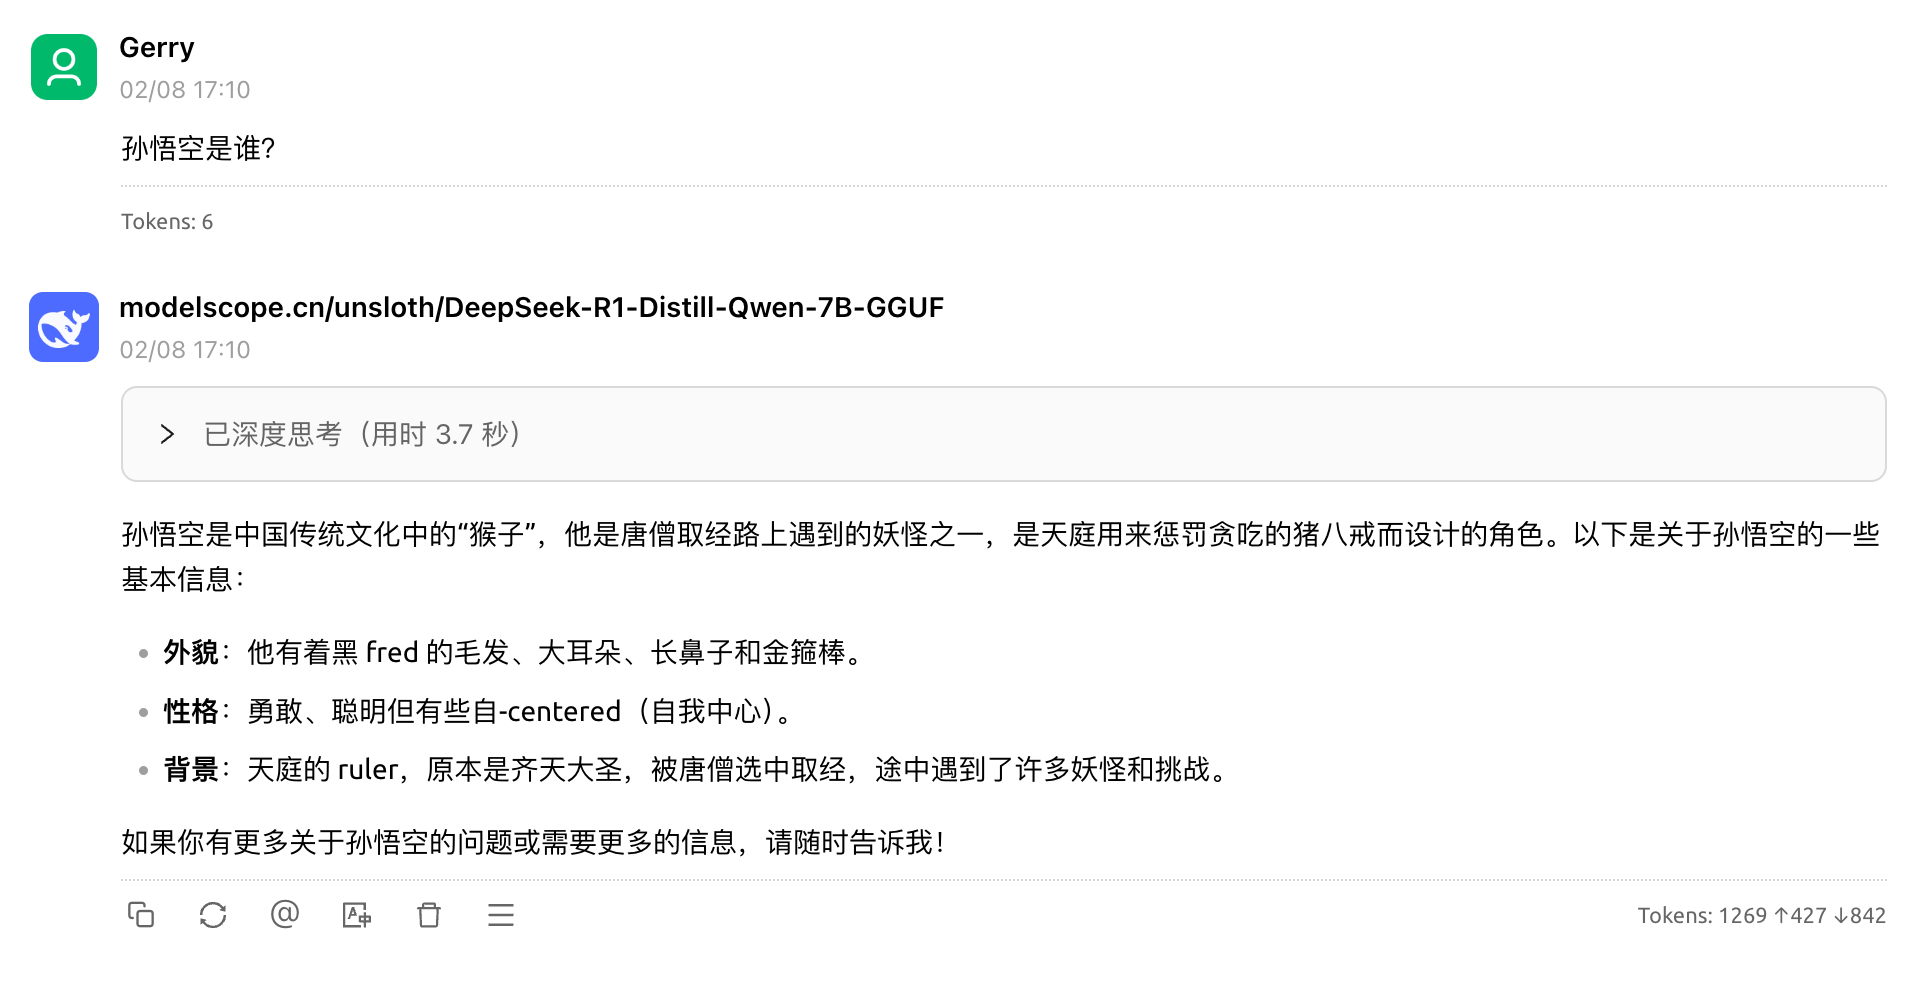 Gerry
02/08 17:10
孙悟空是谁?
Tokens: 6
modelscope.cn/unsloth/DeepSeek-R1-Distill-Qwen-7B-GGUF
02/08 17:10
已深度思考（用时 3.7 秒）
孙悟空是中国传统文化中的“猴子”，他是唐僧取经路上遇到的妖怪之一，是天庭用来惩罚贪吃的猪八戒而设计的角色。以下是关于孙悟空的一些
基本信息：
外貌：他有着黑 fred 的毛发、大耳朵、长鼻子和金箍棒。
性格：勇敢、聪明但有些自-centered（自我中心）。
背景：天庭的 ruler，原本是齐天大圣，被唐僧选中取经，途中遇到了许多妖怪和挑战。
如果你有更多关于孙悟空的问题或需要更多的信息，请随时告诉我！
Tokens: 1269 ↑427 ↓842